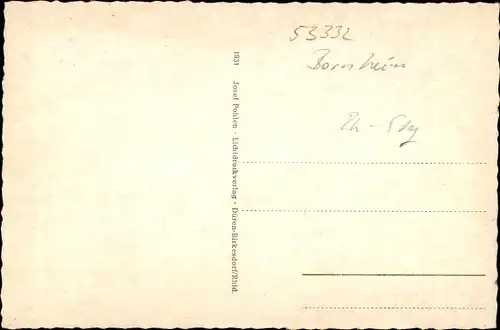 53332
Bornheim
Rh - Sieg
1931 Josef Pohlen - Lichtdruckverlag - Düren-Birkesdorf/Rhld.